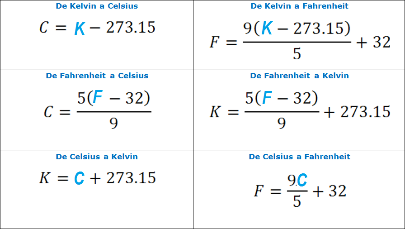 De Kelvin a Celsius
C = K − 273.15
De Kelvin a Fahrenheit
F = 9(K − 273.15)/5 + 32
De Fahrenheit a Celsius
C = 5(F − 32)/9
De Fahrenheit a Kelvin
K = 5(F − 32)/9 + 273.15
De Celsius a Kelvin
K = C + 273.15
De Celsius a Fahrenheit
F = 9C/5 + 32